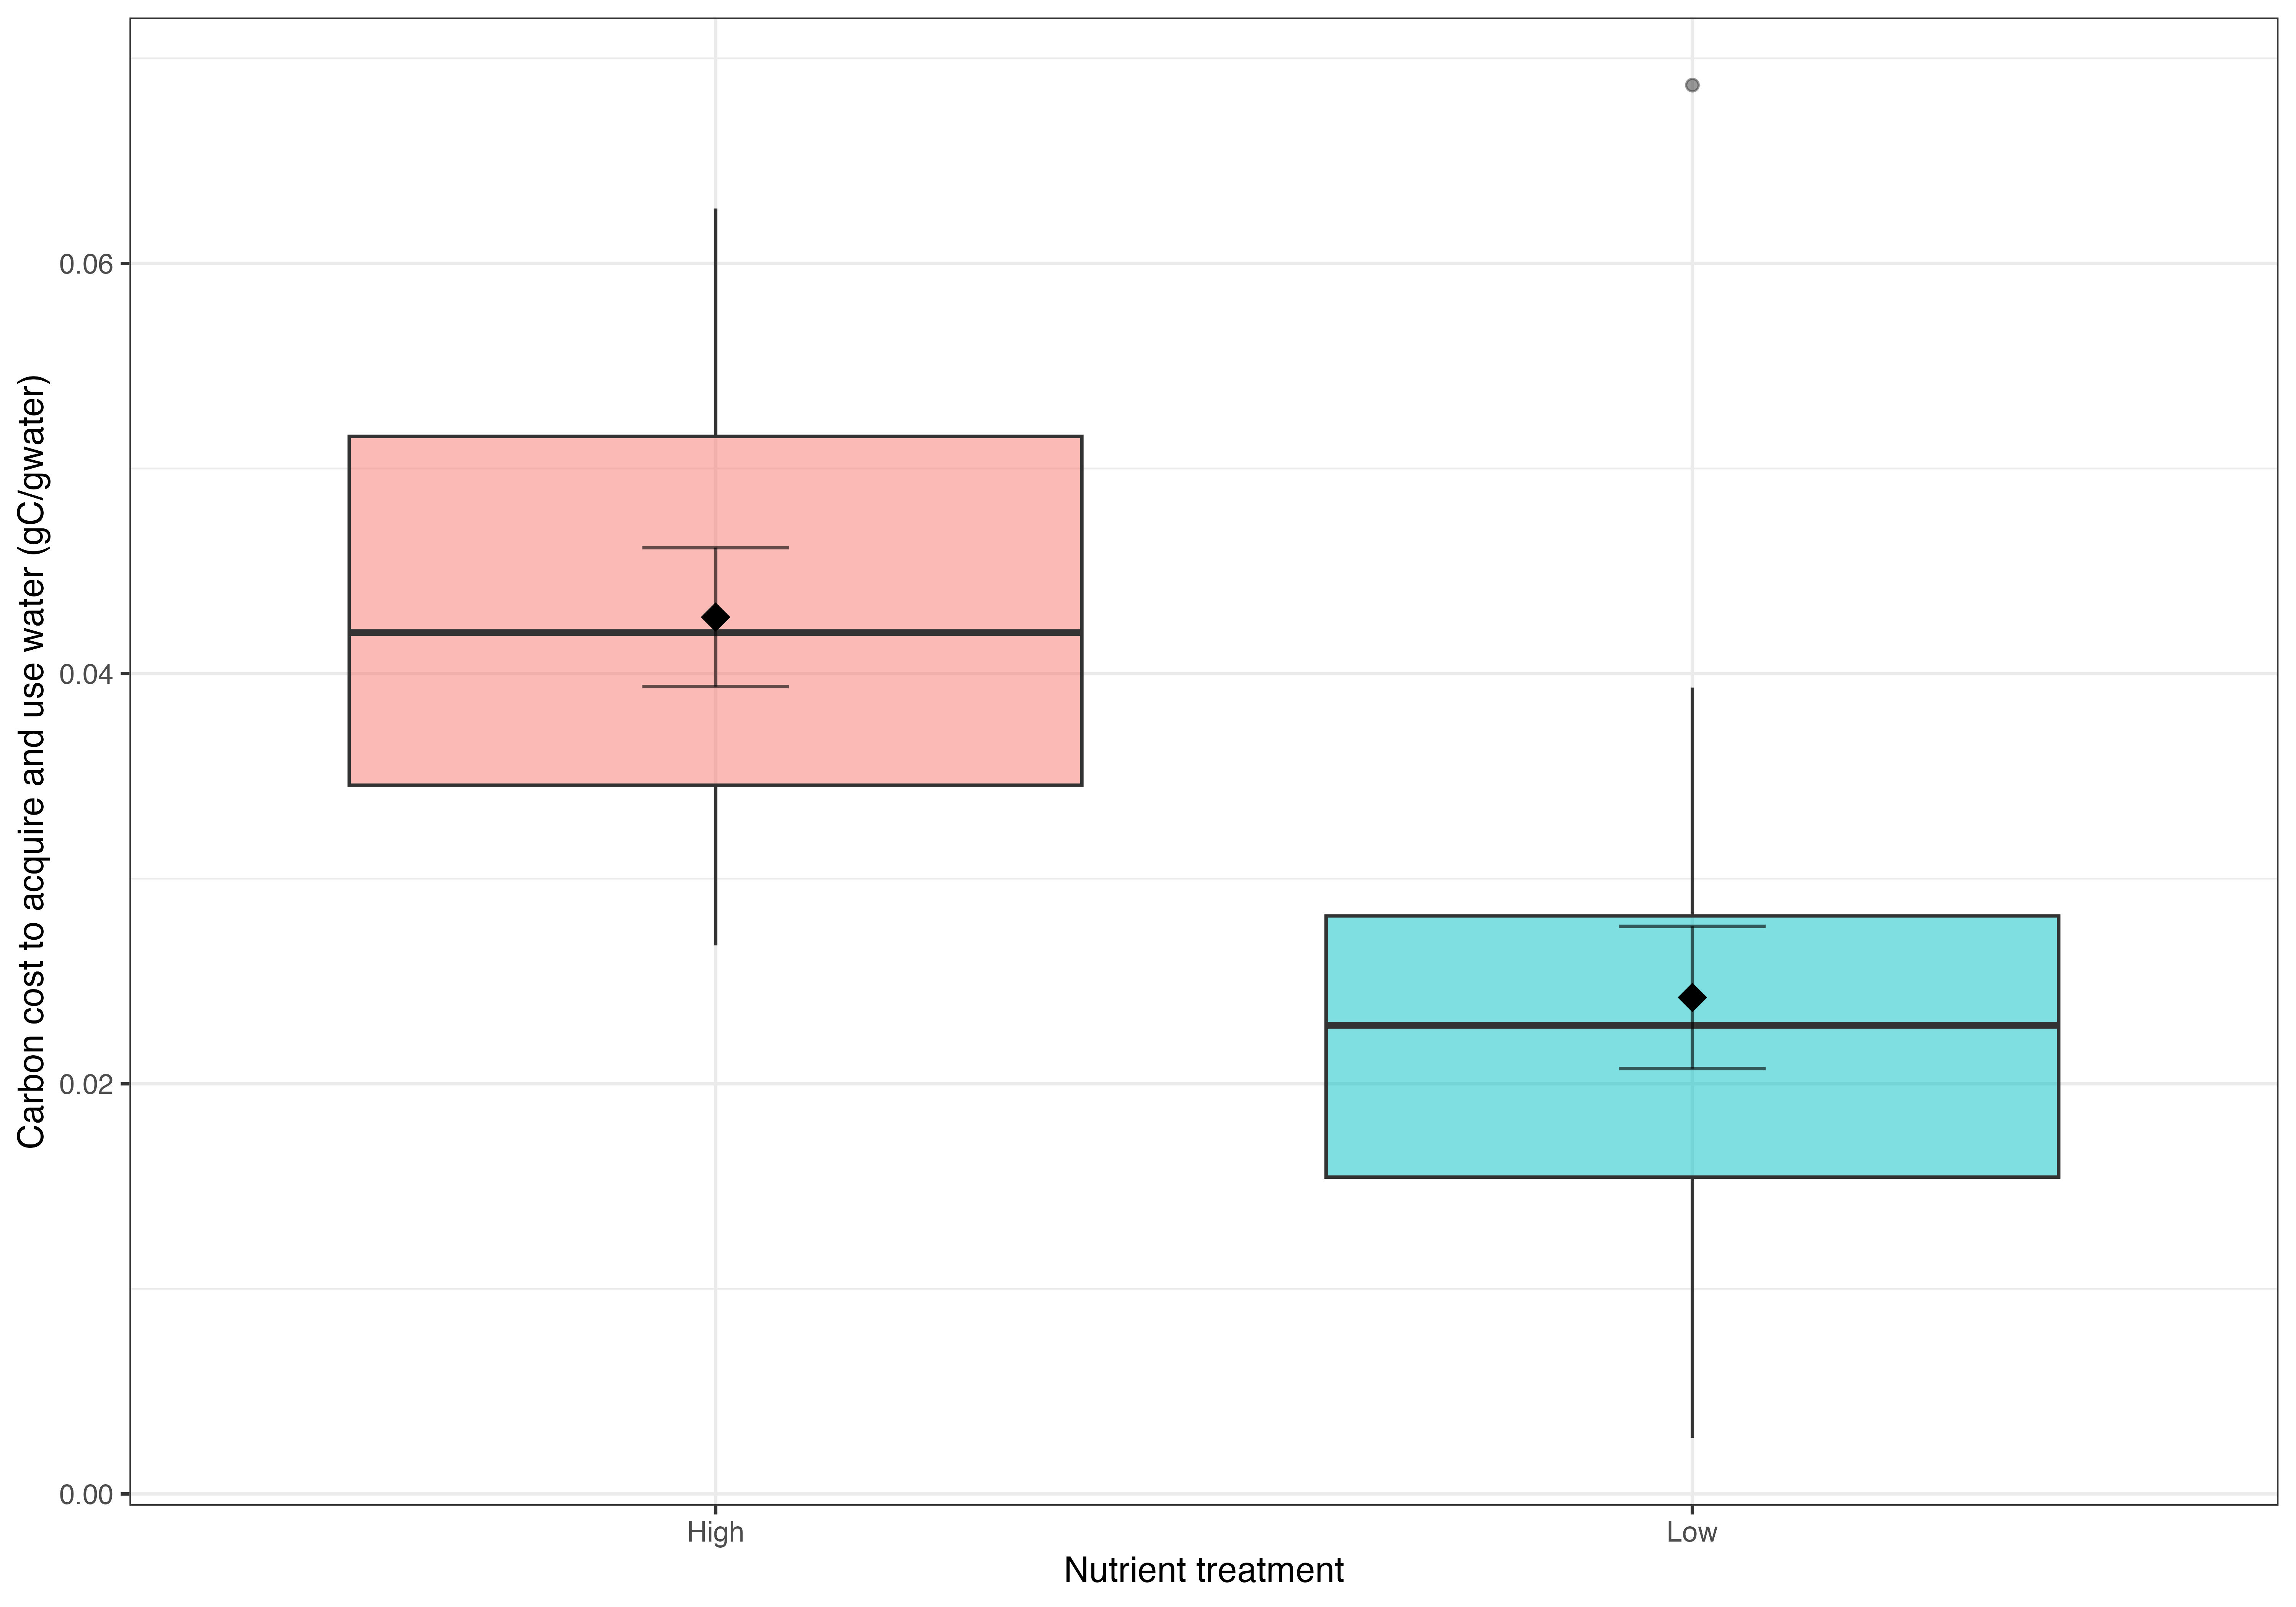 Carbon cost to acquire and use water (gC/gwater)
0.06
0.04
0.02
0.00
High
Low
Nutrient treatment